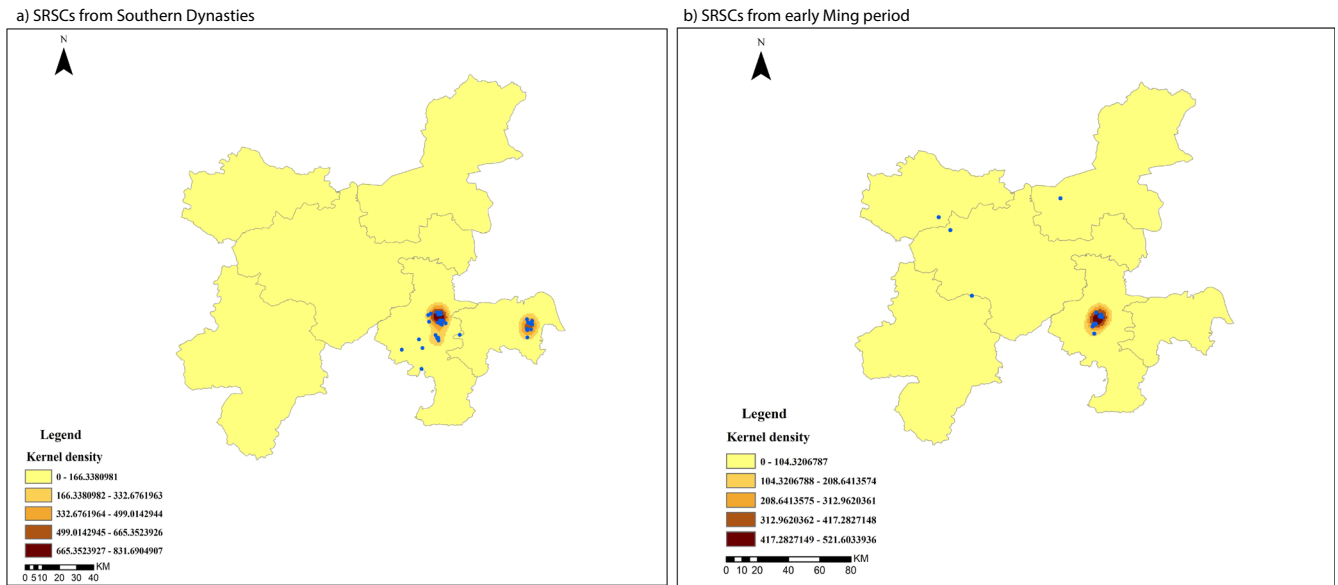 a) SRSCs from Southern Dynasties
N
Legend
Kernel density
0 - 166.3380981
166.3380982 - 332.6761963
332.6761964 - 499.0142944
499.0142945 - 665.3523926
665.3523927 - 831.6904907
KM
0 5 10 20 30 40
b) SRSCs from early Ming period
N
Legend
Kernel density
0 - 104.3206787
104.3206788 - 208.6413574
208.6413575 - 312.9620361
312.9620362 - 417.2827148
417.2827149 - 521.6033936
KM
0 10 20 40 60 80